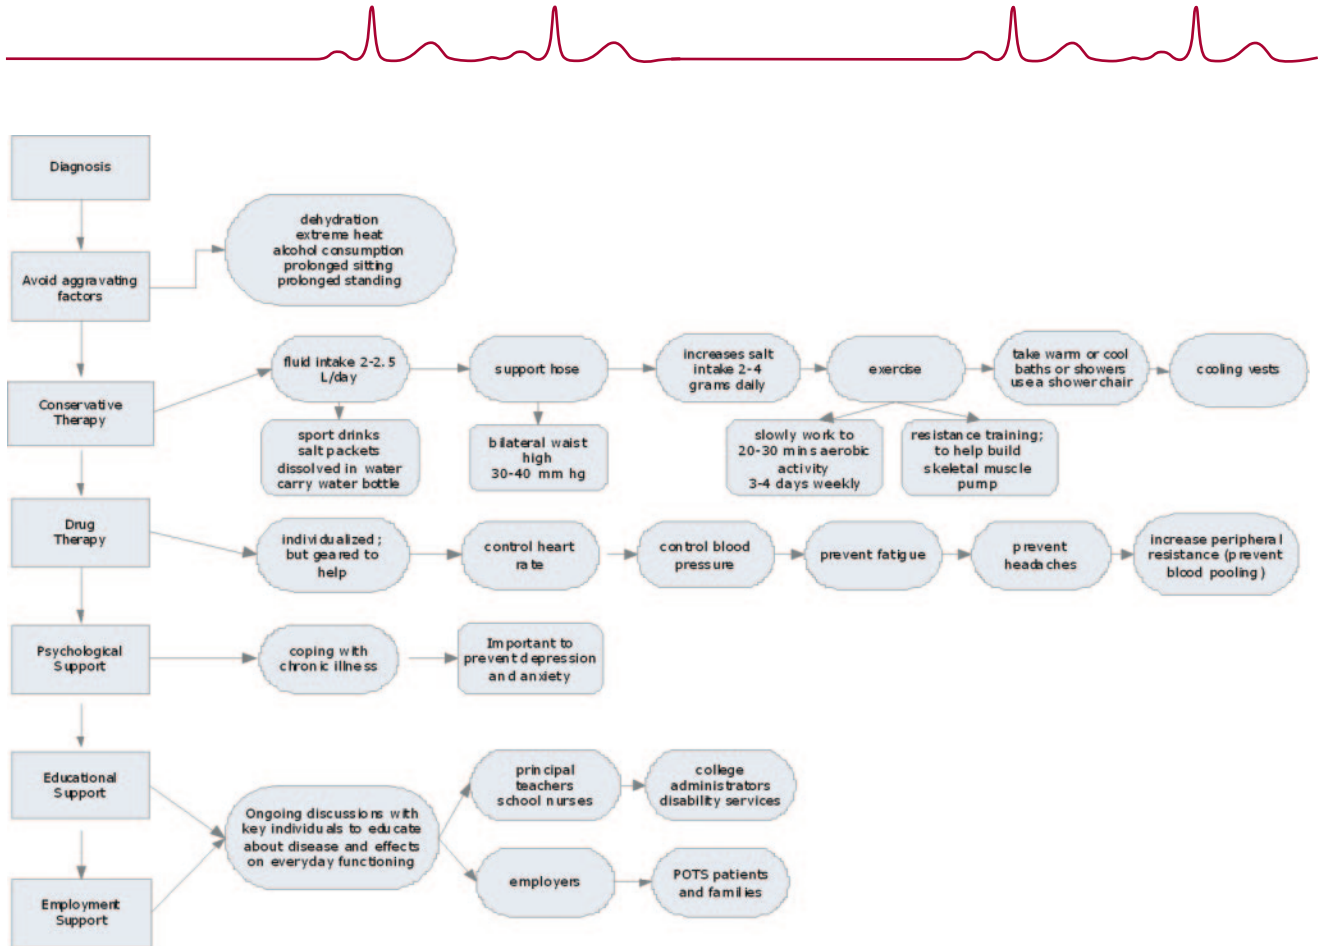 Diagnosis
dehydration
extreme heat
alcohol consumption
prolonged sitting
prolonged standing
Avoid aggravating
factors
fluid intake 2-2.5
L/day
support hose
increases salt
intake 2-4
grams daily
exercise
take warm or cool
baths or showers
use a shower chair
cooling vests
Conservative
Therapy
sport drinks
salt packets
dissolved in water
carry water bottle
bilateral waist
high
30-40 mm hg
slowly work to
20-30 mins aerobic
activity
3-4 days weekly
resistance training;
to help build
skeletal muscle
pump
Drug
Therapy
individualized;
but geared to
help
control heart
rate
control blood
pressure
prevent fatigue
prevent
headaches
increase peripheral
resistance (prevent
blood pooling)
Psychological
Support
coping with
chronic illness
Important to
prevent depression
and anxiety
Educational
Support
Ongoing discussions with
key individuals to educate
about disease and effects
on everyday functioning
principal
teachers
school nurses
college
administrators
disability services
employers
POTS patients
and families
Employment
Support